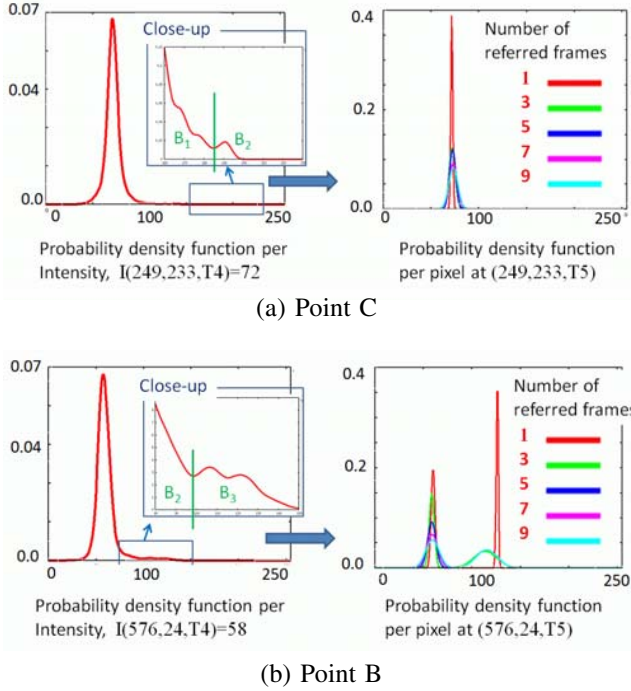 0.07
0.04
0.0
0
100
250
Close-up
B1
B2
Probability density function per
Intensity, I(249,233,T4)=72
0.4
0.2
0.0
0
100
250
Number of
referred frames
1
3
5
7
9
Probability density function
per pixel at (249,233,T5)
(a) Point C
0.07
0.04
0.0
0
100
250
Close-up
B2
B3
Probability density function per
Intensity, I(576,24,T4)=58
0.4
0.2
0.0
0
100
250
Number of
referred frames
1
3
5
7
9
Probability density function
per pixel at (576,24,T5)
(b) Point B